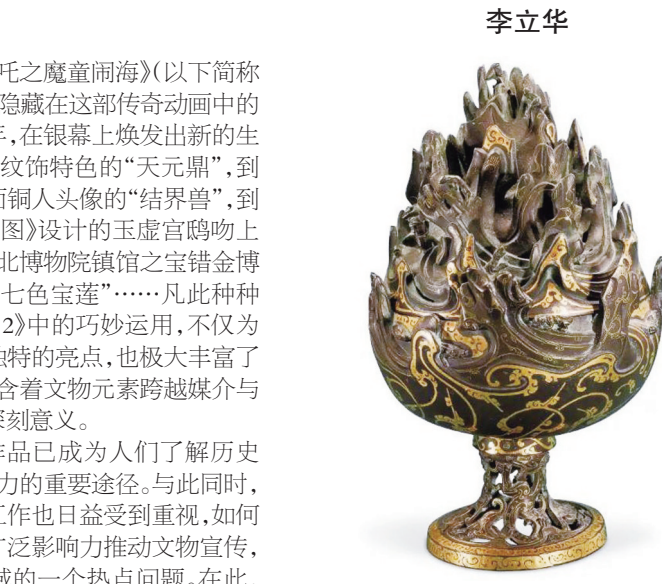 李立华
吒之魔童闹海》(以下简称
隐藏在这部传奇动画中的
年,在银幕上焕发出新的生
纹饰特色的“天元鼎”,到
面铜人头像的“结界兽”,到
图》设计的玉虚宫鸱吻上
北博物院镇馆之宝错金博
七色宝莲”……凡此种种
2》中的巧妙运用,不仅为
独特的亮点,也极大丰富了
含着文物元素跨越媒介与
深刻意义。
作品已成为人们了解历史
力的重要途径。与此同时,
工作也日益受到重视,如何
广泛影响力推动文物宣传,
域的一个热点问题。在此,